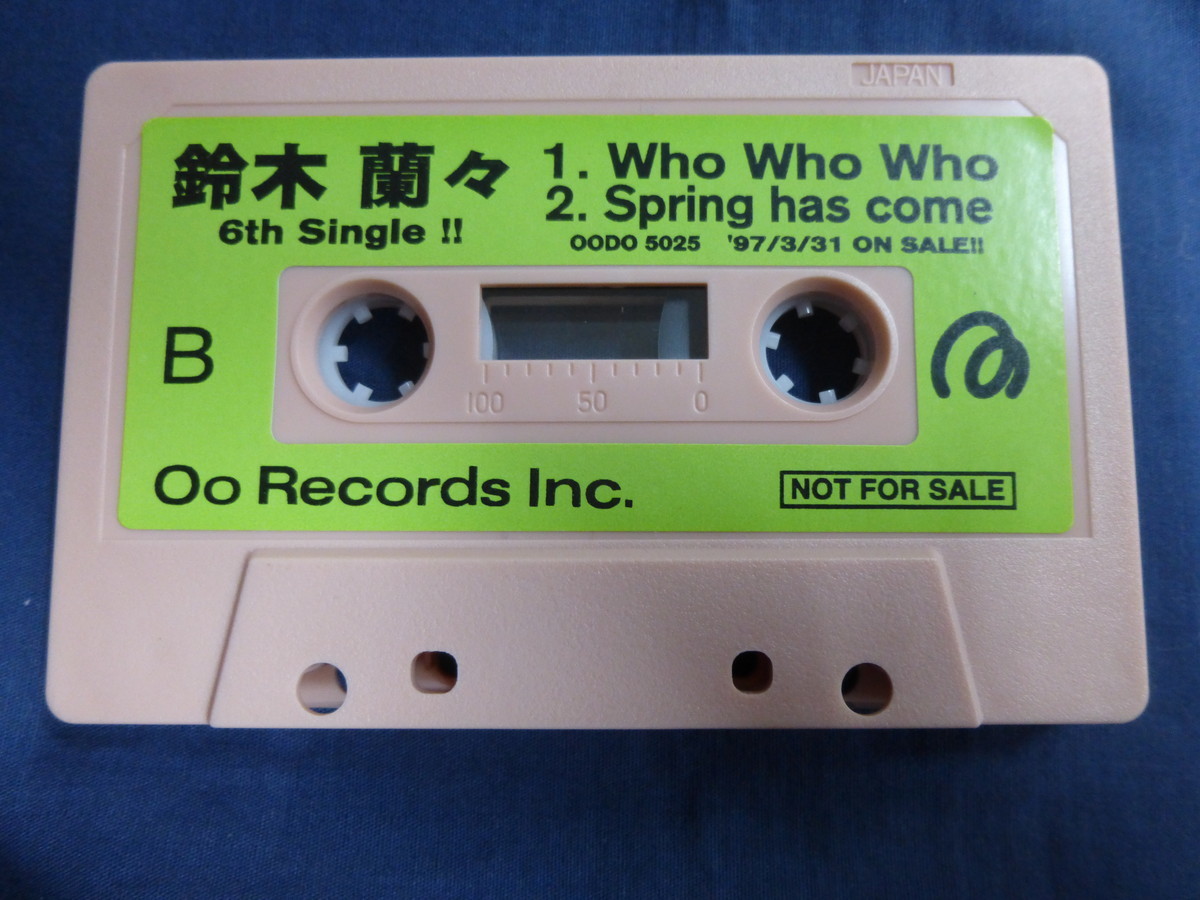 JAPAN
鈴木 蘭々
6th Single !!
1. Who Who Who
2. Spring has come
OODO 5025 '97/3/31 ON SALE!!
B
100 50 0
Oo Records Inc.
NOT FOR SALE